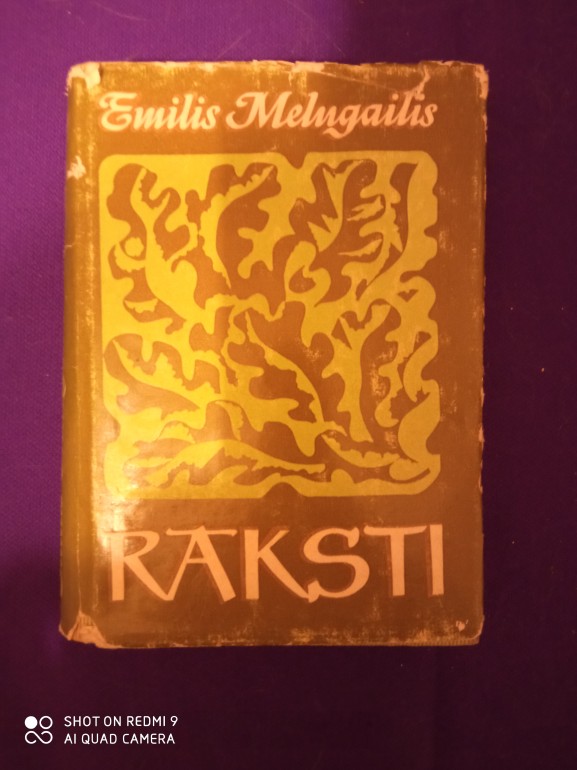 Emilis Melngailis
RAKSTI
SHOT ON REDMI 9
AI QUAD CAMERA